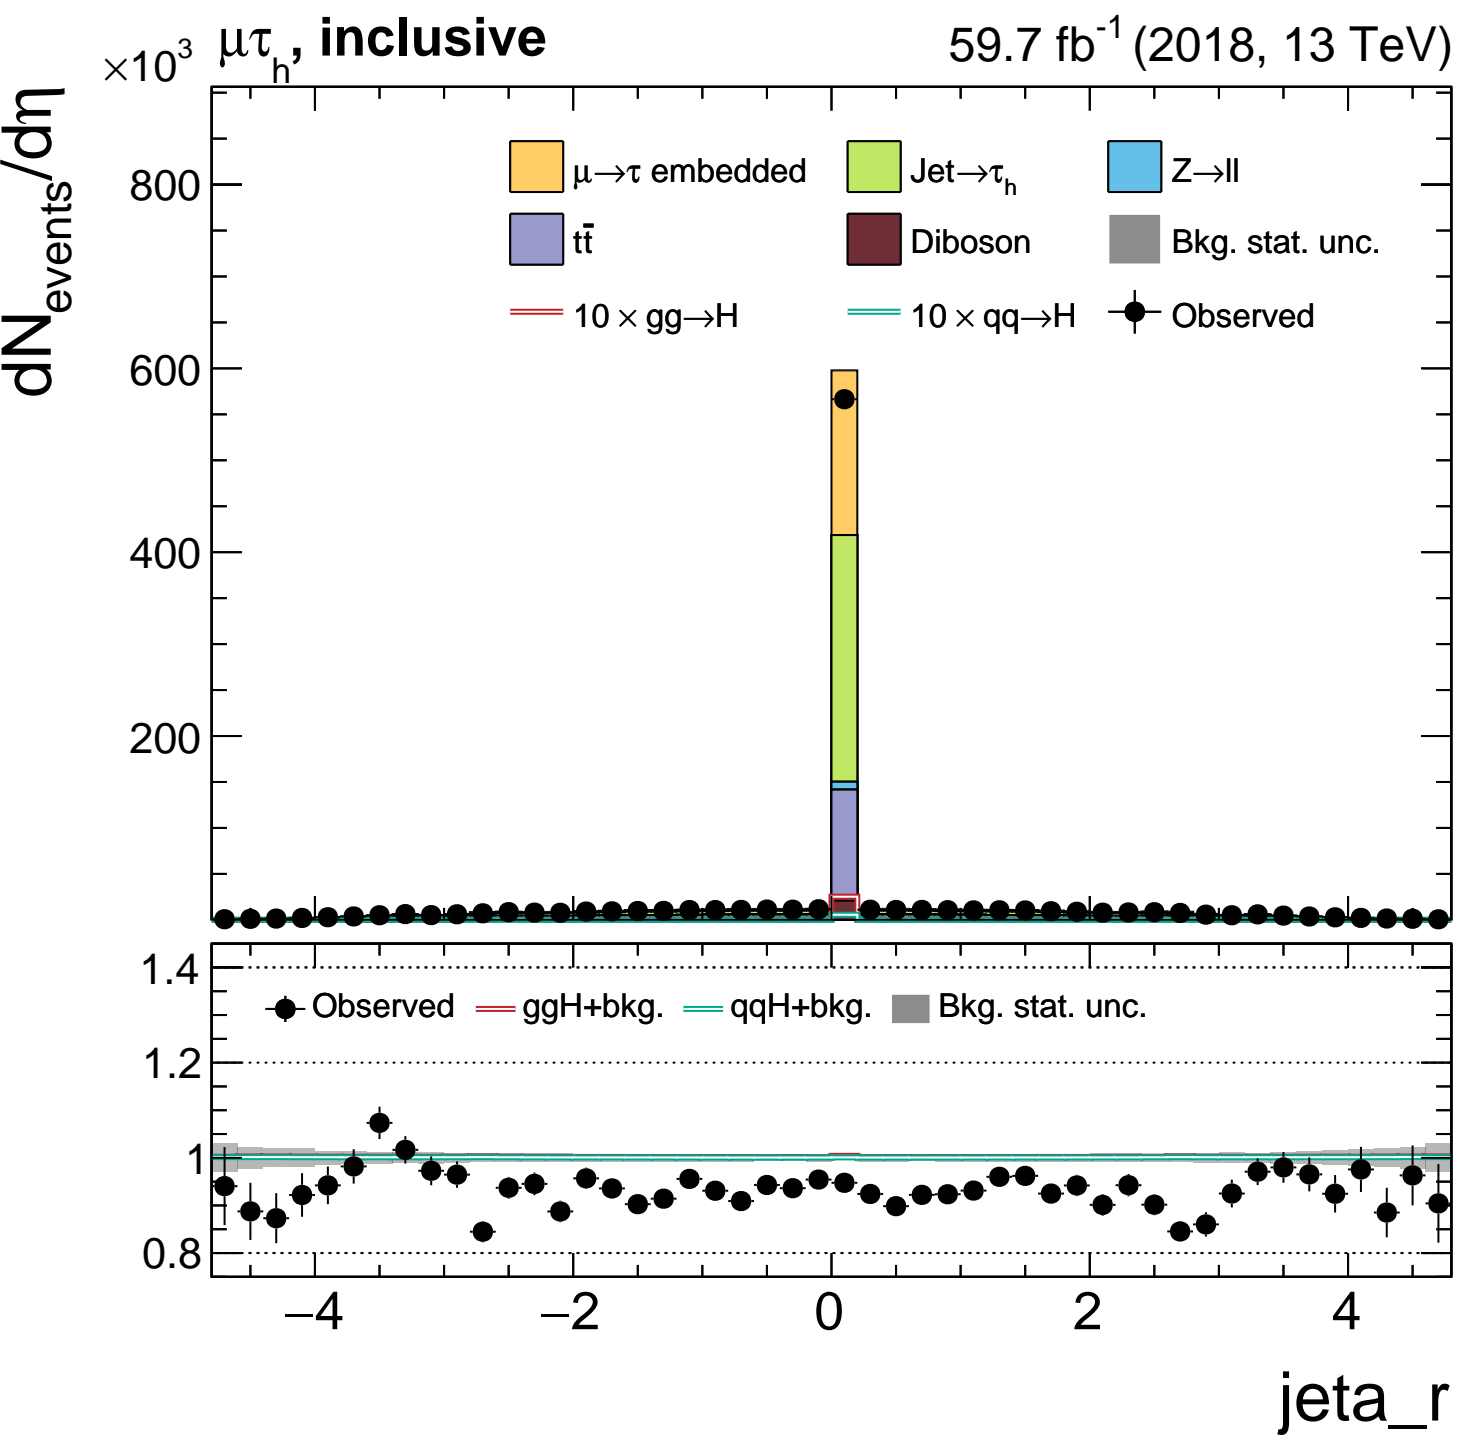 ×10³ μτₕ, inclusive 59.7 fb⁻¹ (2018, 13 TeV)
dN_events/dη
800
600
400
200
μ→τ embedded Jet→τₕ Z→ll
tt̄ Diboson Bkg. stat. unc.
10 × gg→H 10 × qq→H Observed
1.4
1.2
1
0.8
Observed ggH+bkg. qqH+bkg. Bkg. stat. unc.
−4 −2 0 2 4
jeta_r